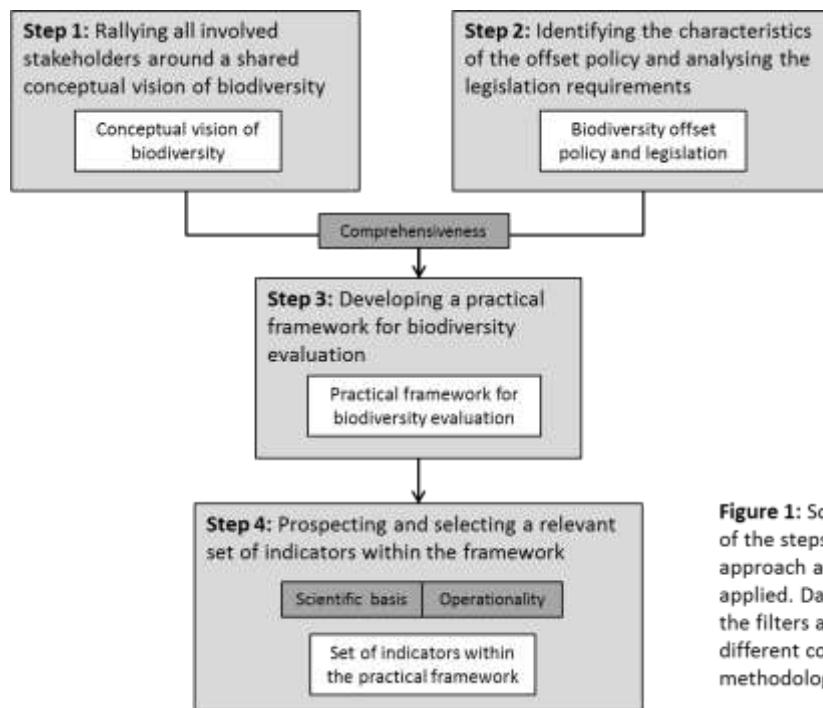 Step 1: Rallying all involved
stakeholders around a shared
conceptual vision of biodiversity
Conceptual vision of
biodiversity
Step 2: Identifying the characteristics
of the offset policy and analysing the
legislation requirements
Biodiversity offset
policy and legislation
Comprehensiveness
Step 3: Developing a practical
framework for biodiversity
evaluation
Practical framework for
biodiversity evaluation
Step 4: Prospecting and selecting a relevant
set of indicators within the framework
Scientific basis Operationality
Set of indicators within
the practical framework
Figure 1:
of the steps
approach a
applied. Da
the filters a
different co
methodolo